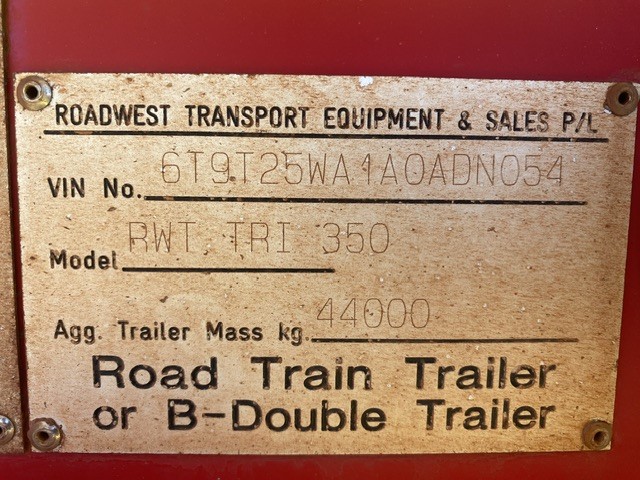 ROADWEST TRANSPORT EQUIPMENT & SALES P/L
VIN No. 6T9T25WA1A0ADN054
Model RWT TRI 350
Agg. Trailer Mass kg. 44000
Road Train Trailer
or B-Double Trailer